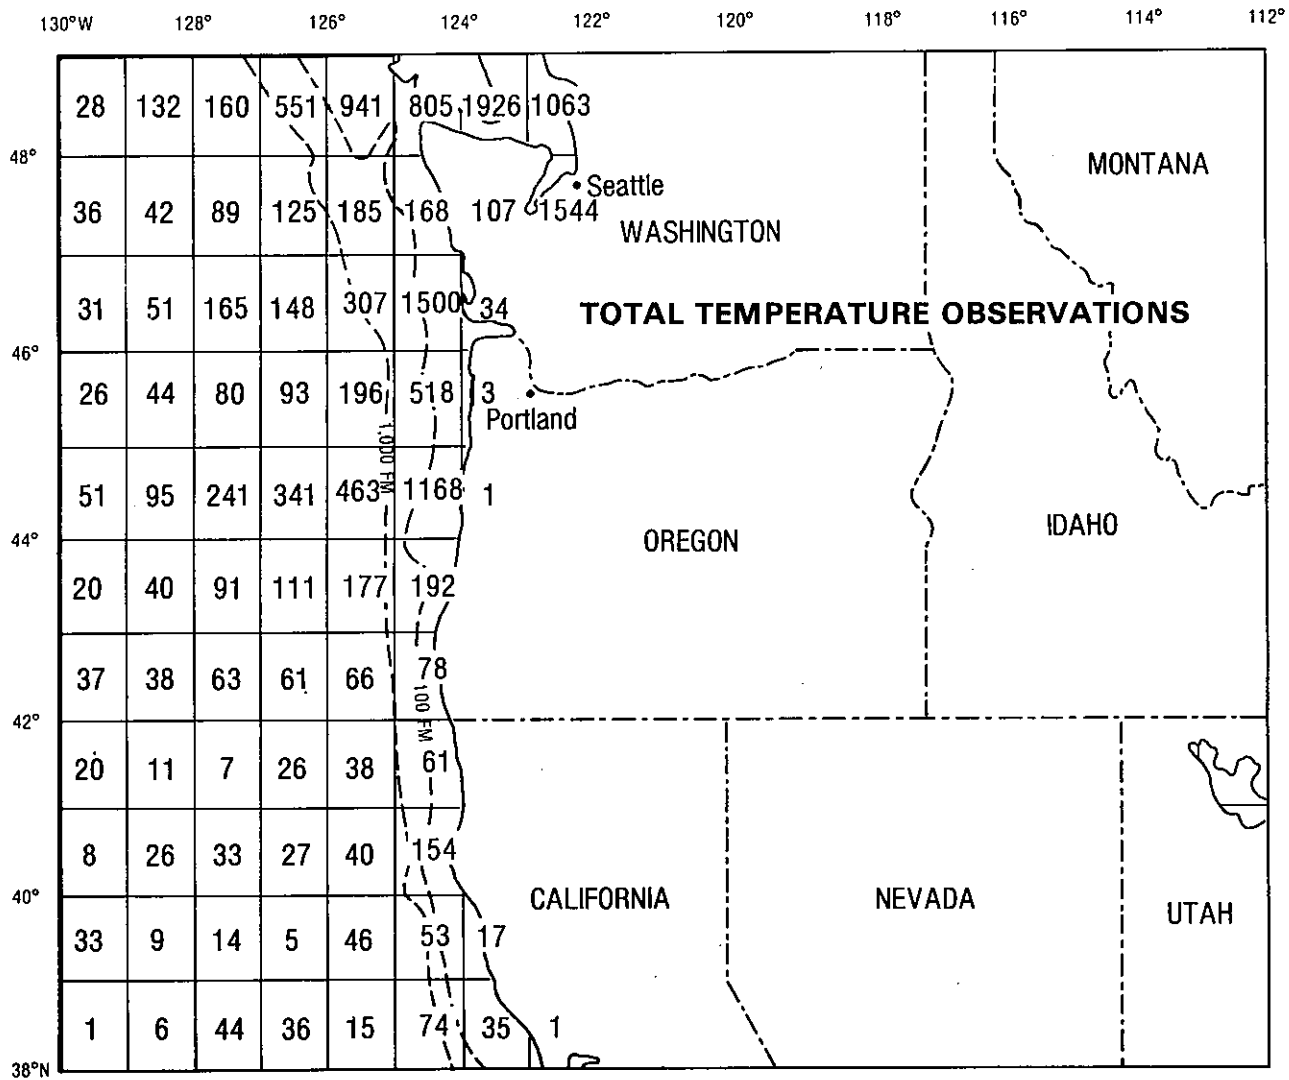 130°W 128° 126° 124° 122° 120° 118° 116° 114° 112°
28 132 160 551 941 805 1926 1063
48°
MONTANA
Seattle
36 42 89 125 185 168 107 1544
WASHINGTON
31 51 165 148 307 1500 34
TOTAL TEMPERATURE OBSERVATIONS
46°
26 44 80 93 196 518 3
Portland
1,000 FM
51 95 241 341 463 1168 1
IDAHO
44°
OREGON
20 40 91 111 177 192
37 38 63 61 66 78
100 FM
42°
20 11 7 26 38 61
8 26 33 27 40 154
40°
CALIFORNIA
NEVADA
UTAH
33 9 14 5 46 53 17
1 6 44 36 15 74 35 1
38°N